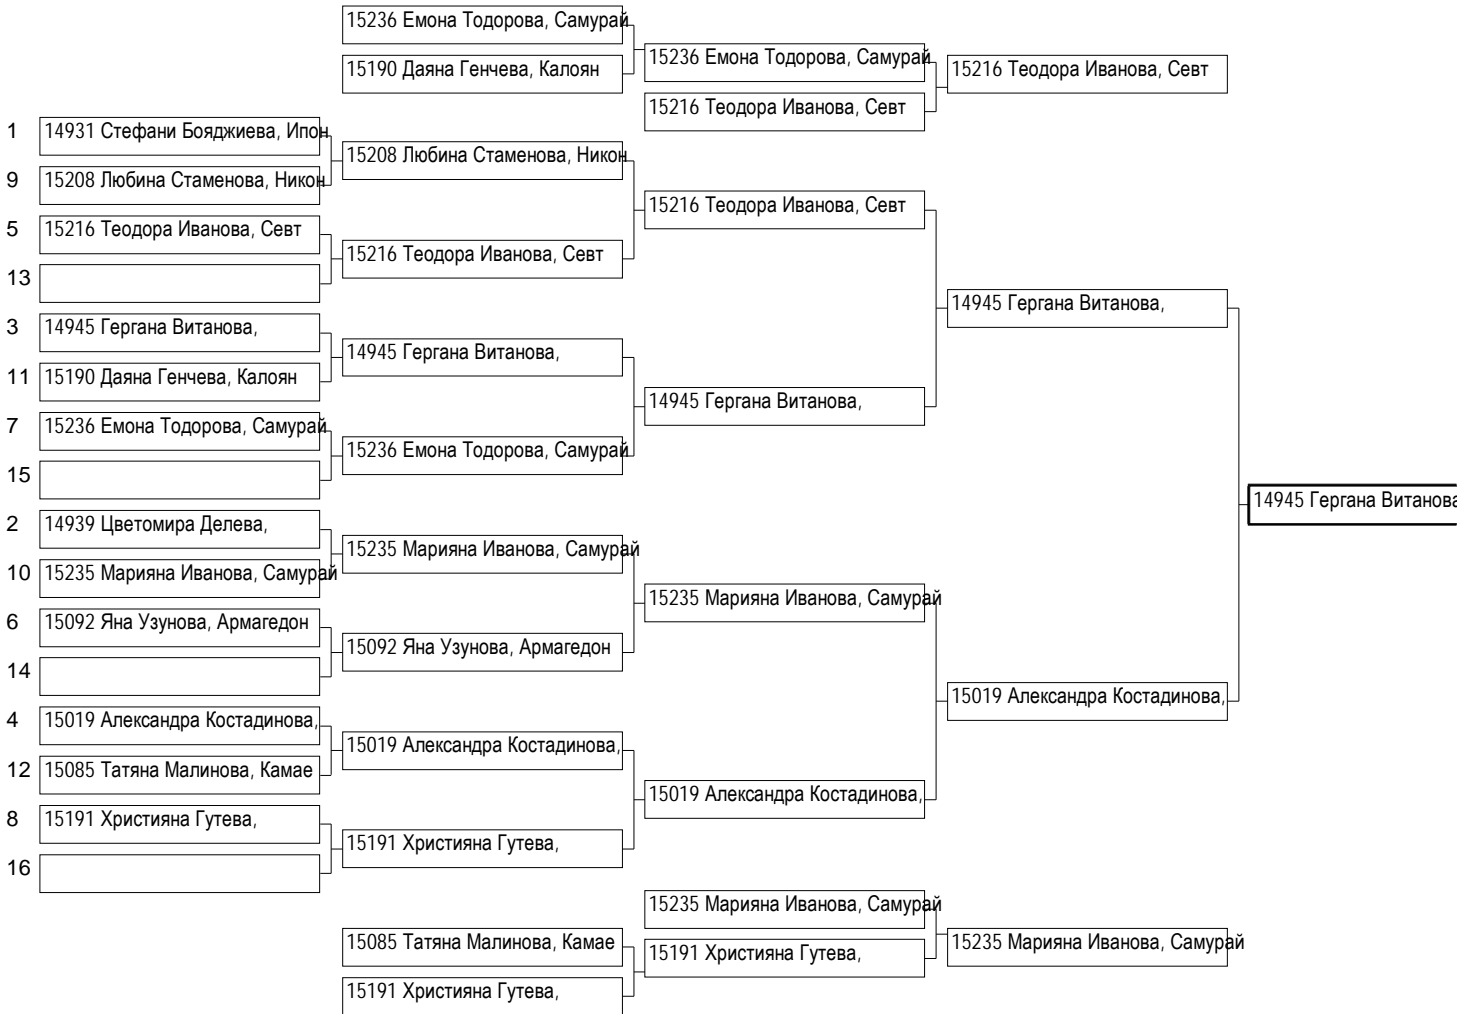 15236 Емона Тодорова, Самурай
15190 Даяна Генчева, Калоян
15236 Емона Тодорова, Самурай
15216 Теодора Иванова, Севт
15216 Теодора Иванова, Севт
1 14931 Стефани Бояджиева, Ипон
9 15208 Любина Стаменова, Никон
5 15216 Теодора Иванова, Севт
13
3 14945 Гергана Витанова,
11 15190 Даяна Генчева, Калоян
7 15236 Емона Тодорова, Самурай
15
2 14939 Цветомира Делева,
10 15235 Марияна Иванова, Самурай
6 15092 Яна Узунова, Армагедон
14
4 15019 Александра Костадинова,
12 15085 Татяна Малинова, Камае
8 15191 Християна Гутева,
16
15208 Любина Стаменова, Никон
15216 Теодора Иванова, Севт
14945 Гергана Витанова,
15236 Емона Тодорова, Самурай
15235 Марияна Иванова, Самурай
15092 Яна Узунова, Армагедон
15019 Александра Костадинова,
15191 Християна Гутева,
15216 Теодора Иванова, Севт
14945 Гергана Витанова,
15235 Марияна Иванова, Самурай
15019 Александра Костадинова,
14945 Гергана Витанова,
15019 Александра Костадинова,
14945 Гергана Витанова
15085 Татяна Малинова, Камае
15191 Християна Гутева,
15235 Марияна Иванова, Самурай
15191 Християна Гутева,
15235 Марияна Иванова, Самурай